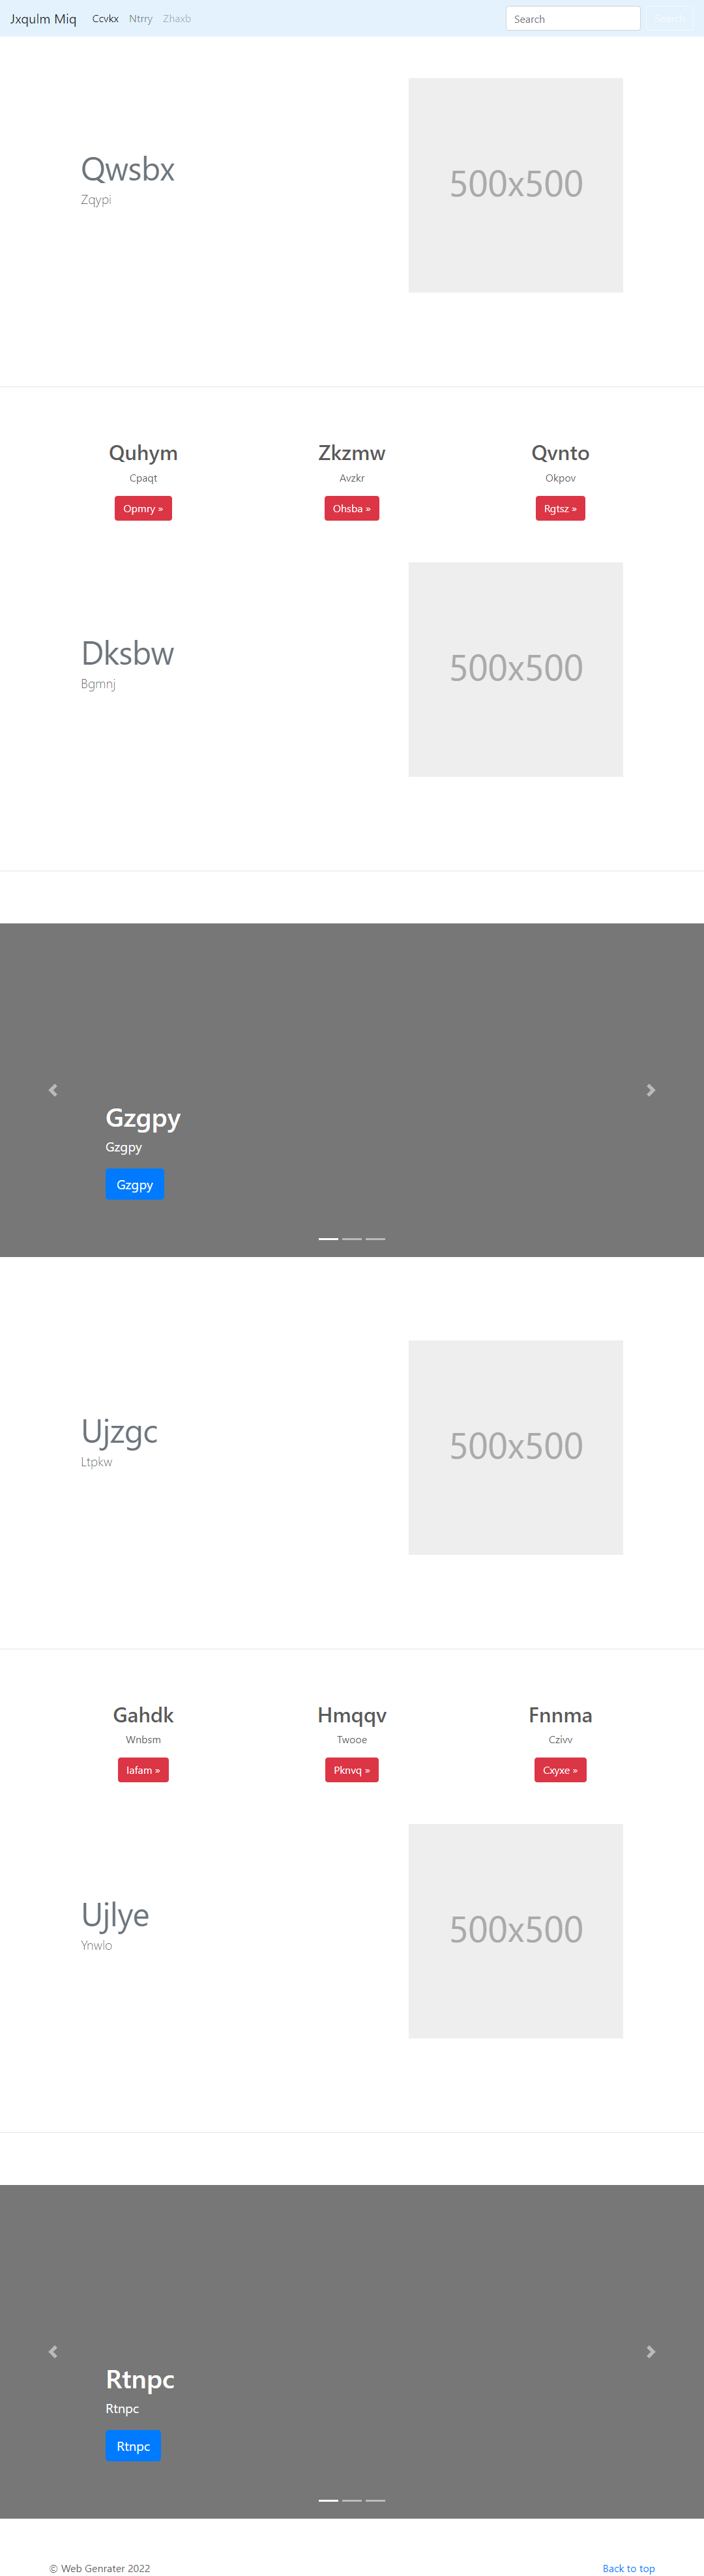 Jxqulm Miq Ccvkx Ntrry Zhaxb Search Search
Qwsbx
Zqypi
500x500
Quhym Zkzmw Qvnto
Cpaqt Avzkr Okpov
Opmry » Ohsba » Rgtsz »
Dksbw
Bgmnj
500x500
Gzgpy
Gzgpy
Gzgpy
Ujzgc
Ltpkw
500x500
Gahdk Hmqqv Fnnma
Wnbsm Twooe Czivv
Iafam » Pknvq » Cxyxe »
Ujlye
Ynwlo
500x500
Rtnpc
Rtnpc
Rtnpc
© Web Genrater 2022 Back to top